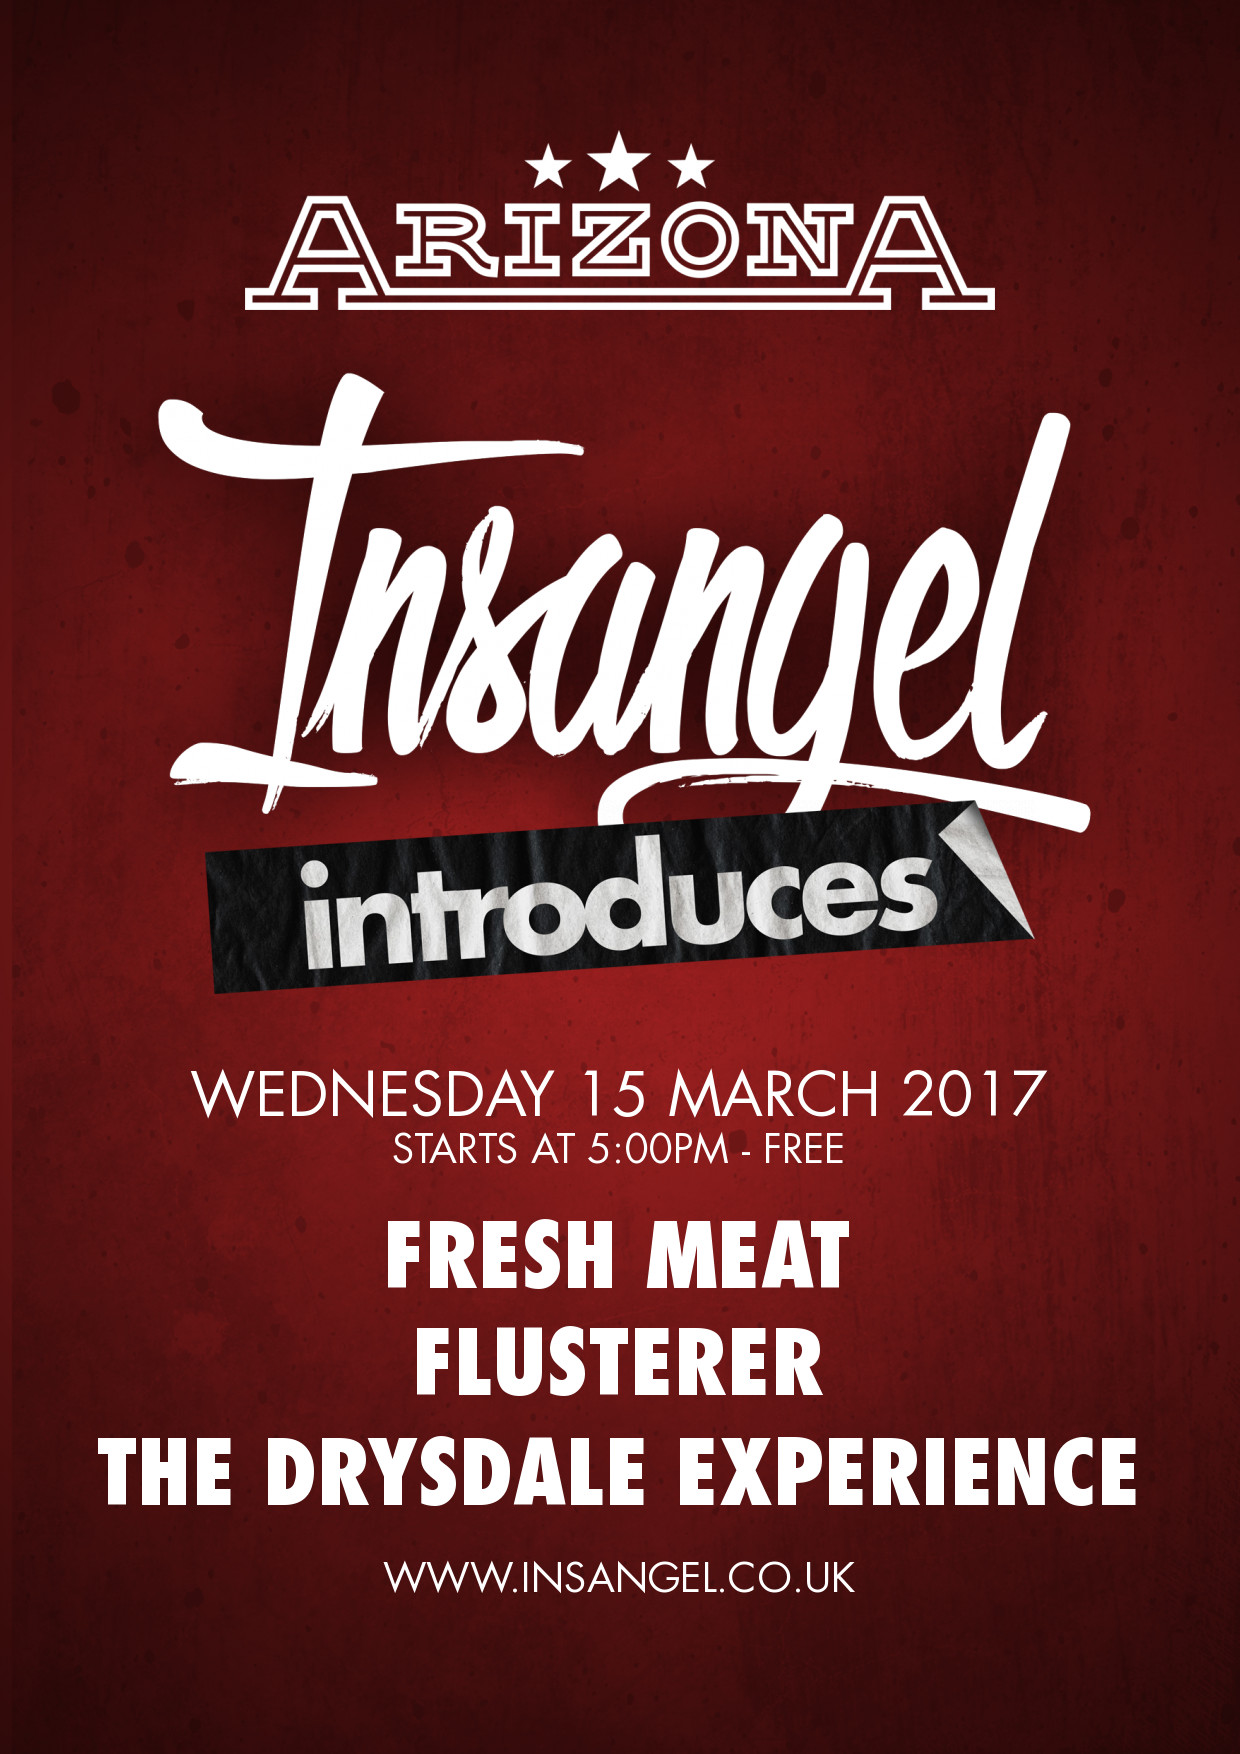 ARIZONA
Insangel
introduces
WEDNESDAY 15 MARCH 2017
STARTS AT 5:00PM - FREE
FRESH MEAT
FLUSTERER
THE DRYSDALE EXPERIENCE
WWW.INSANGEL.CO.UK